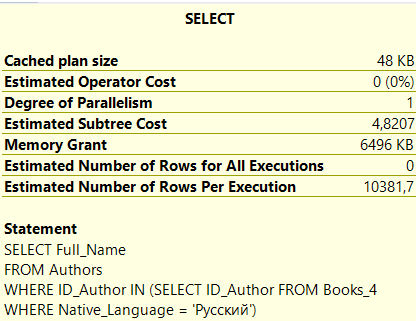 SELECT
Cached plan size 48 KB
Estimated Operator Cost 0 (0%)
Degree of Parallelism 1
Estimated Subtree Cost 4,8207
Memory Grant 6496 KB
Estimated Number of Rows for All Executions 0
Estimated Number of Rows Per Execution 10381,7
Statement
SELECT Full_Name
FROM Authors
WHERE ID_Author IN (SELECT ID_Author FROM Books_4
WHERE Native_Language = 'Русский')